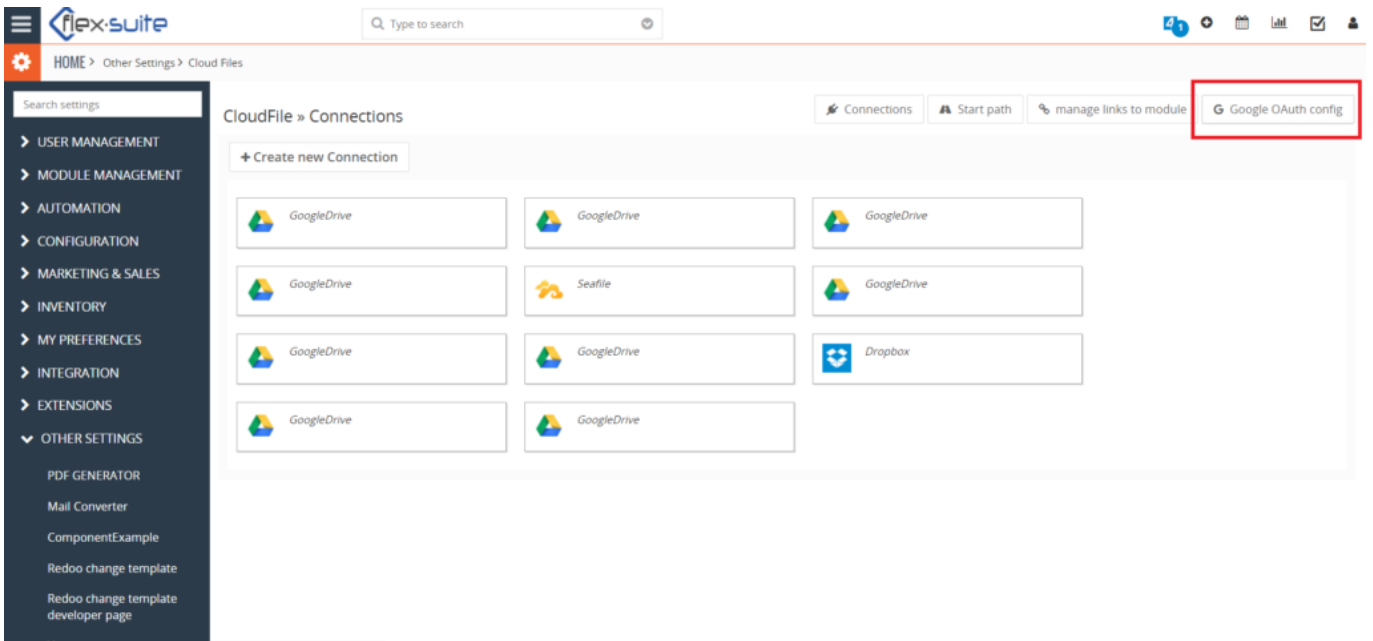 flex·suite
Type to search
4 1
HOME > Other Settings > Cloud Files
Search settings
USER MANAGEMENT
MODULE MANAGEMENT
AUTOMATION
CONFIGURATION
MARKETING & SALES
INVENTORY
MY PREFERENCES
INTEGRATION
EXTENSIONS
OTHER SETTINGS
PDF GENERATOR
Mail Converter
ComponentExample
Redoo change template
Redoo change template
developer page
CloudFile » Connections
Connections
Start path
manage links to module
G Google OAuth config
+ Create new Connection
GoogleDrive
GoogleDrive
GoogleDrive
GoogleDrive
Seafile
GoogleDrive
GoogleDrive
GoogleDrive
Dropbox
GoogleDrive
GoogleDrive